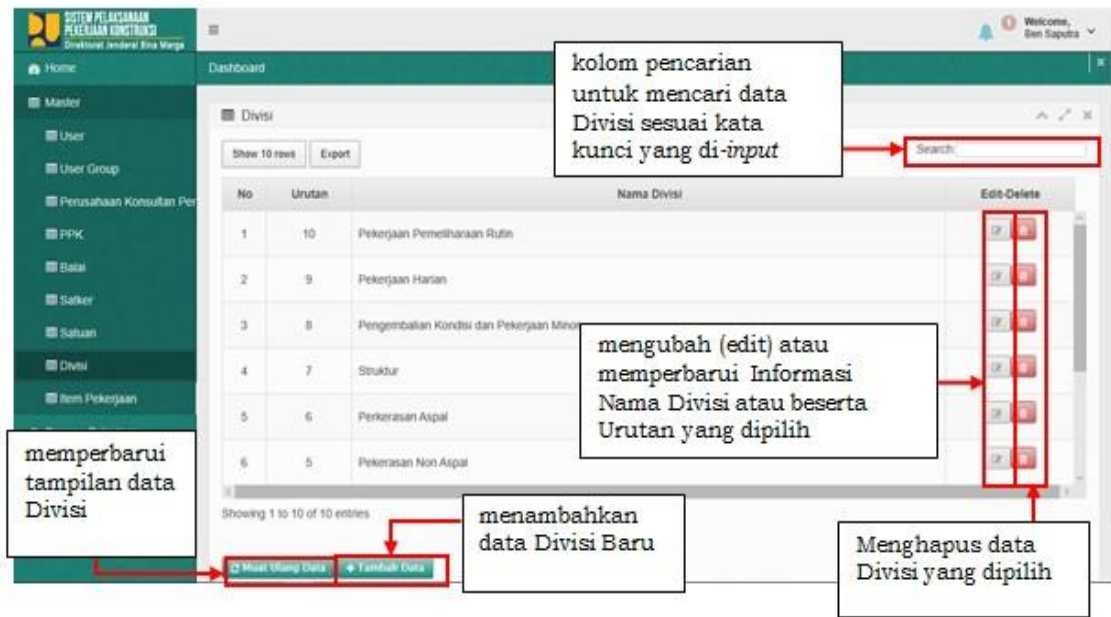 SISTEM PELAKSANAAN
PEKERJAAN KONSTRUKSI
Direktorat Jenderal Bina Marga
Welcome,
Ben Saputra
Home
Dashboard
kolom pencarian
untuk mencari data
Divisi sesuai kata
kunci yang di-input
Master
Divisi
User
Show 10 rows
Export
Search:
User Group
No
Urutan
Nama Divisi
Edit-Delete
Perusahaan Konsultan Per
PPK
1
10
Pekerjaan Pemeliharaan Rutin
Balai
2
9
Pekerjaan Harian
Satker
Satuan
3
8
Pengembalian Kondisi dan Pekerjaan Minor
mengubah (edit) atau
memperbarui Informasi
Nama Divisi atau beserta
Urutan yang dipilih
Divisi
4
7
Struktur
Item Pekerjaan
5
6
Perkerasan Aspal
memperbarui
tampilan data
Divisi
6
5
Pekerasan Non Aspal
Showing 1 to 10 of 10 entries
menambahkan
data Divisi Baru
Menghapus data
Divisi yang dipilih
Muat Ulang Data
Tambah Data